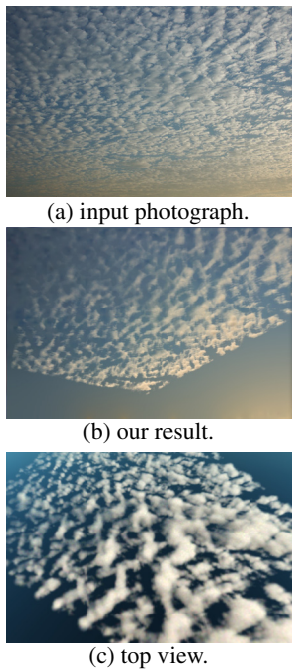 (a) input photograph.
(b) our result.
(c) top view.